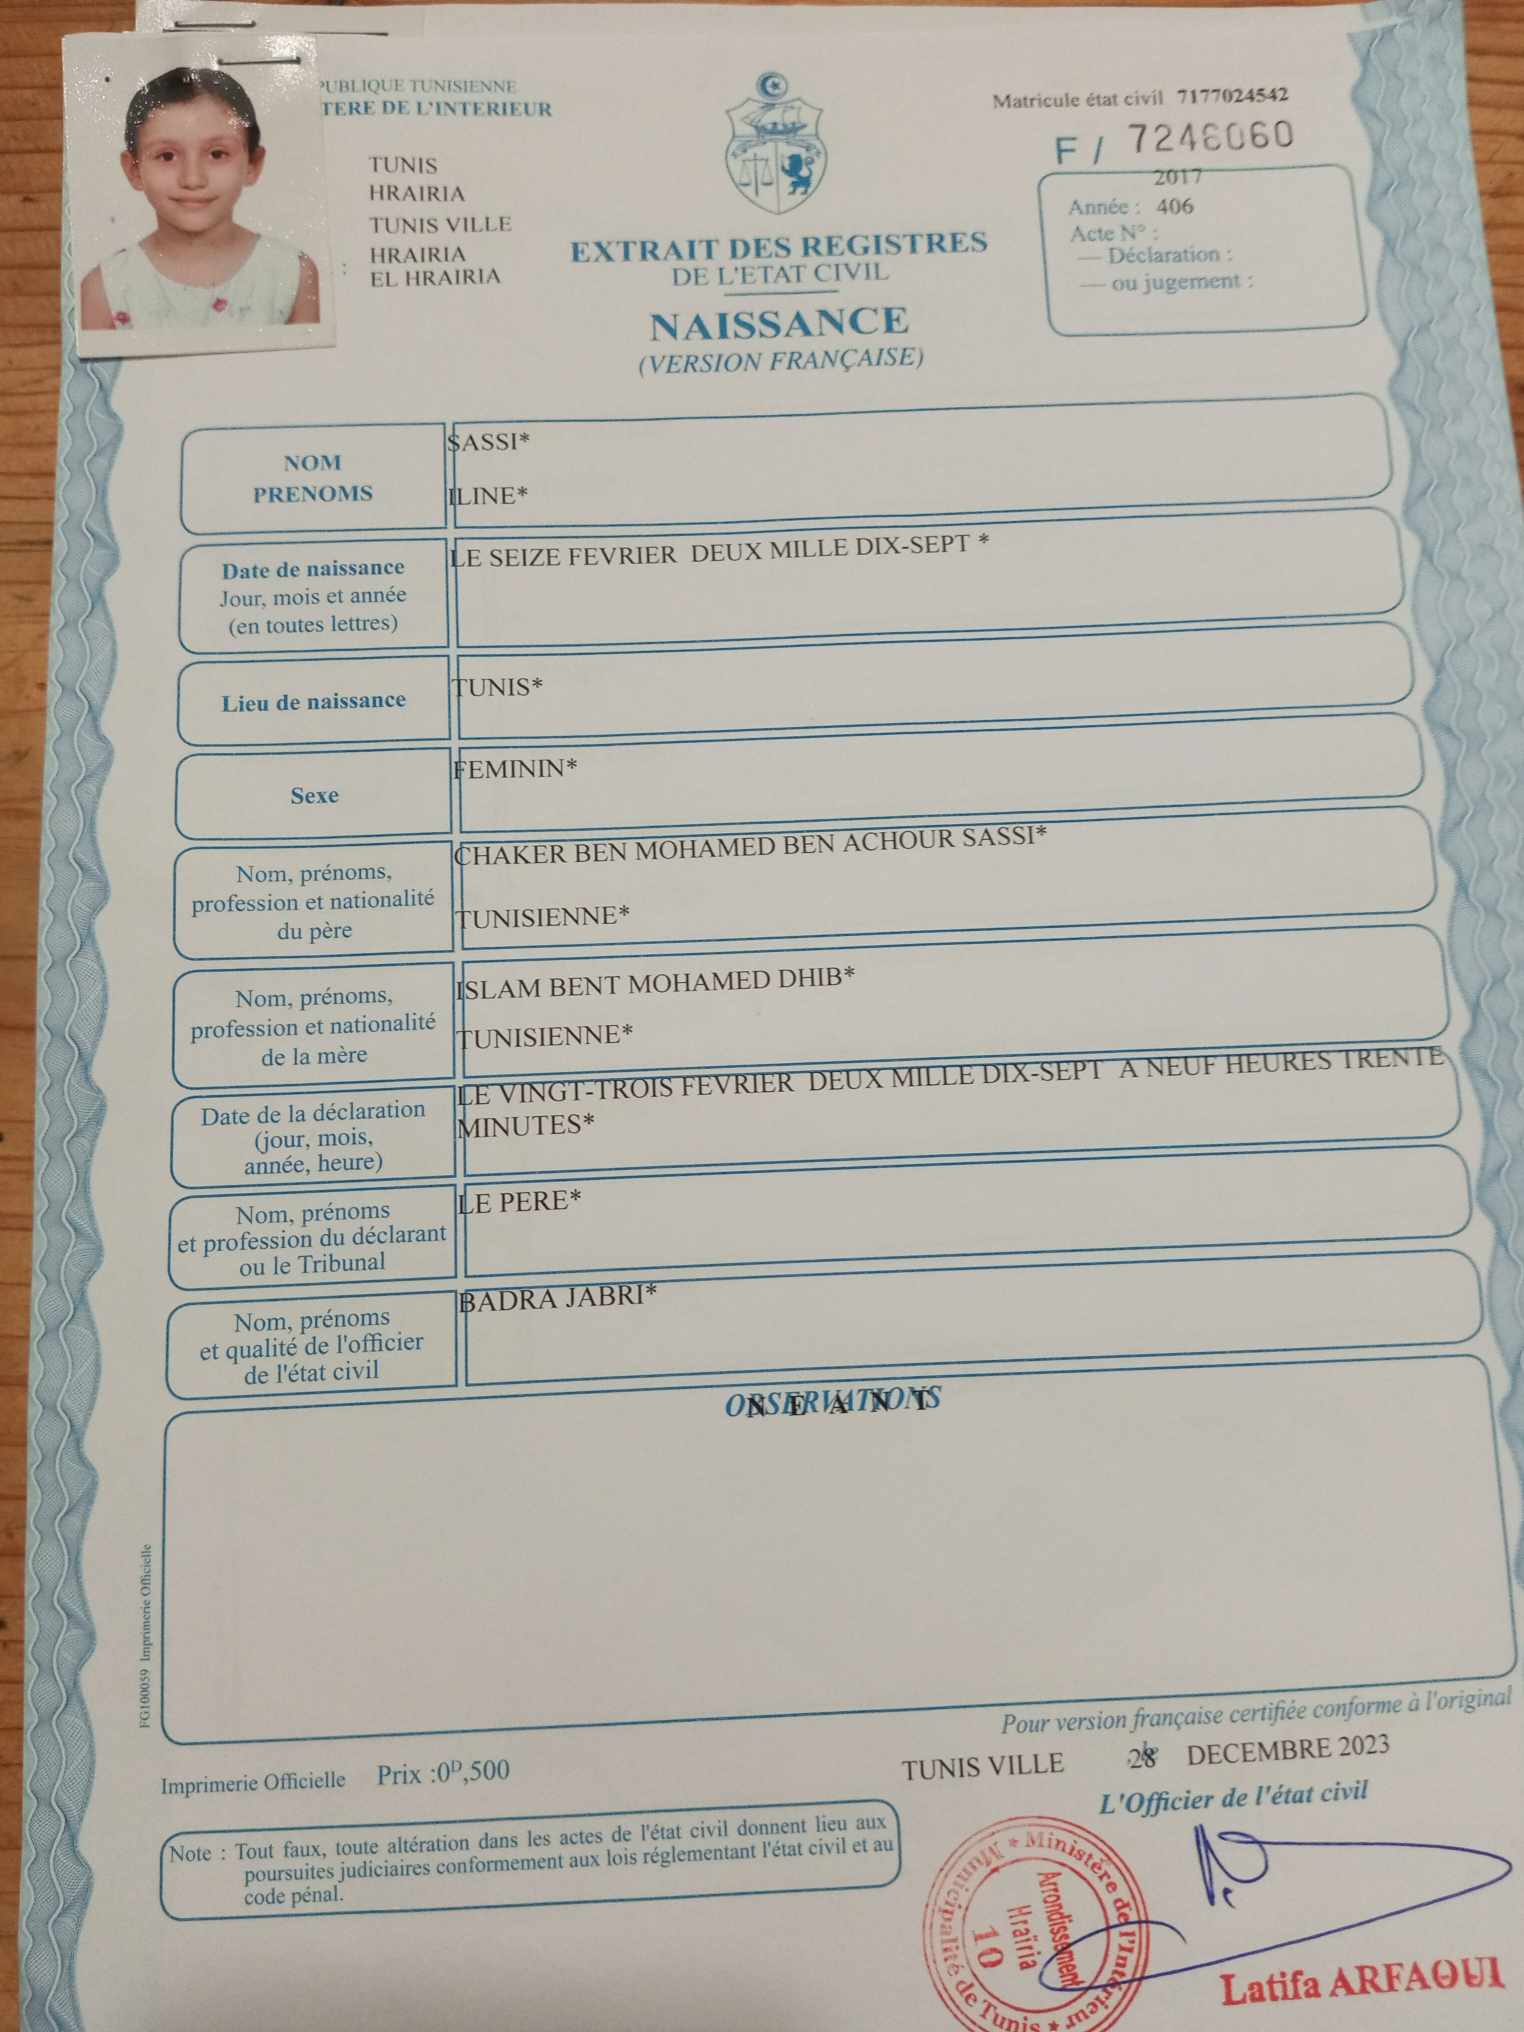 PUBLIQUE TUNISIENNE
TERE DE L'INTERIEUR
TUNIS
HRAIRIA
TUNIS VILLE
HRAIRIA
: EL HRAIRIA
Matricule état civil 7177024542
F / 7246060
2017
Année : 406
Acte N° :
— Déclaration :
— ou jugement :
EXTRAIT DES REGISTRES
DE L'ETAT CIVIL
NAISSANCE
(VERSION FRANÇAISE)
NOM
PRENOMS
SASSI*
ILINE*
Date de naissance
Jour, mois et année
(en toutes lettres)
LE SEIZE FEVRIER DEUX MILLE DIX-SEPT *
Lieu de naissance
TUNIS*
Sexe
FEMININ*
Nom, prénoms,
profession et nationalité
du père
CHAKER BEN MOHAMED BEN ACHOUR SASSI*
TUNISIENNE*
Nom, prénoms,
profession et nationalité
de la mère
ISLAM BENT MOHAMED DHIB*
TUNISIENNE*
Date de la déclaration
(jour, mois,
année, heure)
LE VINGT-TROIS FEVRIER DEUX MILLE DIX-SEPT A NEUF HEURES TRENTE
MINUTES*
Nom, prénoms
et profession du déclarant
ou le Tribunal
LE PERE*
Nom, prénoms
et qualité de l'officier
de l'état civil
BADRA JABRI*
OBSERVATIONS
N E A N T
FG100059 Imprimerie Officielle
Pour version française certifiée conforme à l'original
TUNIS VILLE DECEMBRE 2023
L'Officier de l'état civil
Imprimerie Officielle Prix :0ᴰ,500
Note : Tout faux, toute altération dans les actes de l'état civil donnent lieu aux
poursuites judiciaires conformement aux lois réglementant l'état civil et au
code pénal.
Ministére de l'Intérieur * Municipalité de Tunis *
Arrondissement
Hraïria
10
Latifa ARFAOUI